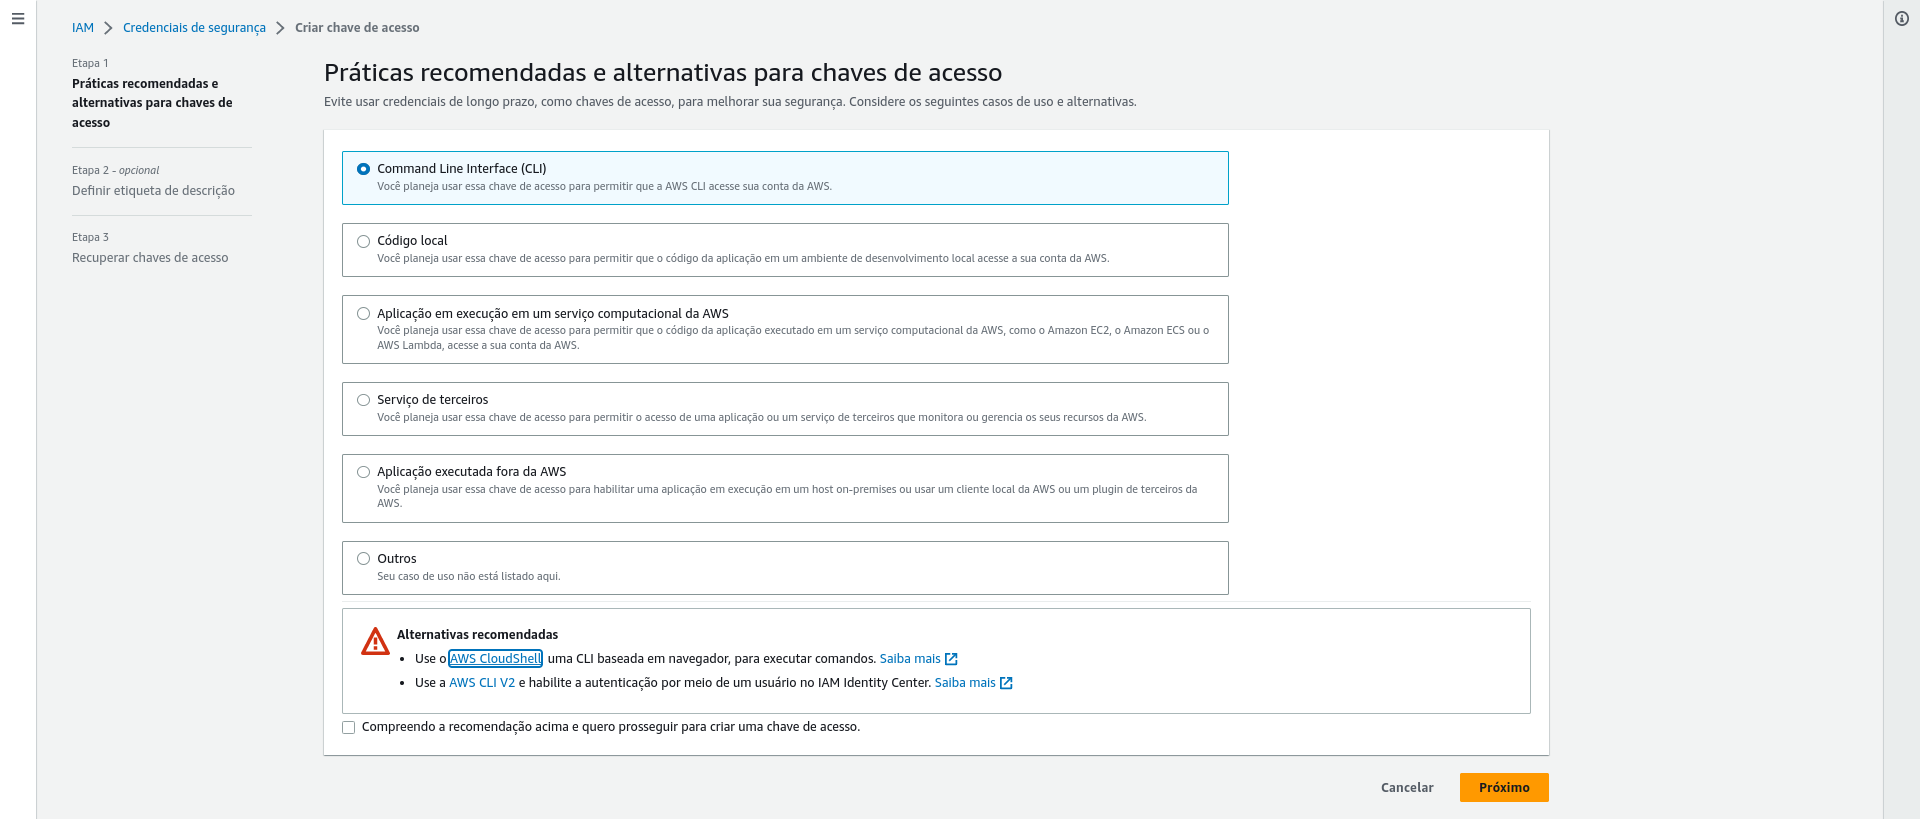 IAM > Credenciais de segurança > Criar chave de acesso
Etapa 1
Práticas recomendadas e
alternativas para chaves de
acesso
Etapa 2 - opcional
Definir etiqueta de descrição
Etapa 3
Recuperar chaves de acesso
Práticas recomendadas e alternativas para chaves de acesso
Evite usar credenciais de longo prazo, como chaves de acesso, para melhorar sua segurança. Considere os seguintes casos de uso e alternativas.
Command Line Interface (CLI)
Você planeja usar essa chave de acesso para permitir que a AWS CLI acesse sua conta da AWS.
Código local
Você planeja usar essa chave de acesso para permitir que o código da aplicação em um ambiente de desenvolvimento local acesse a sua conta da AWS.
Aplicação em execução em um serviço computacional da AWS
Você planeja usar essa chave de acesso para permitir que o código da aplicação executado em um serviço computacional da AWS, como o Amazon EC2, o Amazon ECS ou o
AWS Lambda, acesse a sua conta da AWS.
Serviço de terceiros
Você planeja usar essa chave de acesso para permitir o acesso de uma aplicação ou um serviço de terceiros que monitora ou gerencia os seus recursos da AWS.
Aplicação executada fora da AWS
Você planeja usar essa chave de acesso para habilitar uma aplicação em execução em um host on-premises ou usar um cliente local da AWS ou um plugin de terceiros da
AWS.
Outros
Seu caso de uso não está listado aqui.
Alternativas recomendadas
• Use o AWS CloudShell, uma CLI baseada em navegador, para executar comandos. Saiba mais
• Use a AWS CLI V2 e habilite a autenticação por meio de um usuário no IAM Identity Center. Saiba mais
Compreendo a recomendação acima e quero prosseguir para criar uma chave de acesso.
Cancelar
Próximo